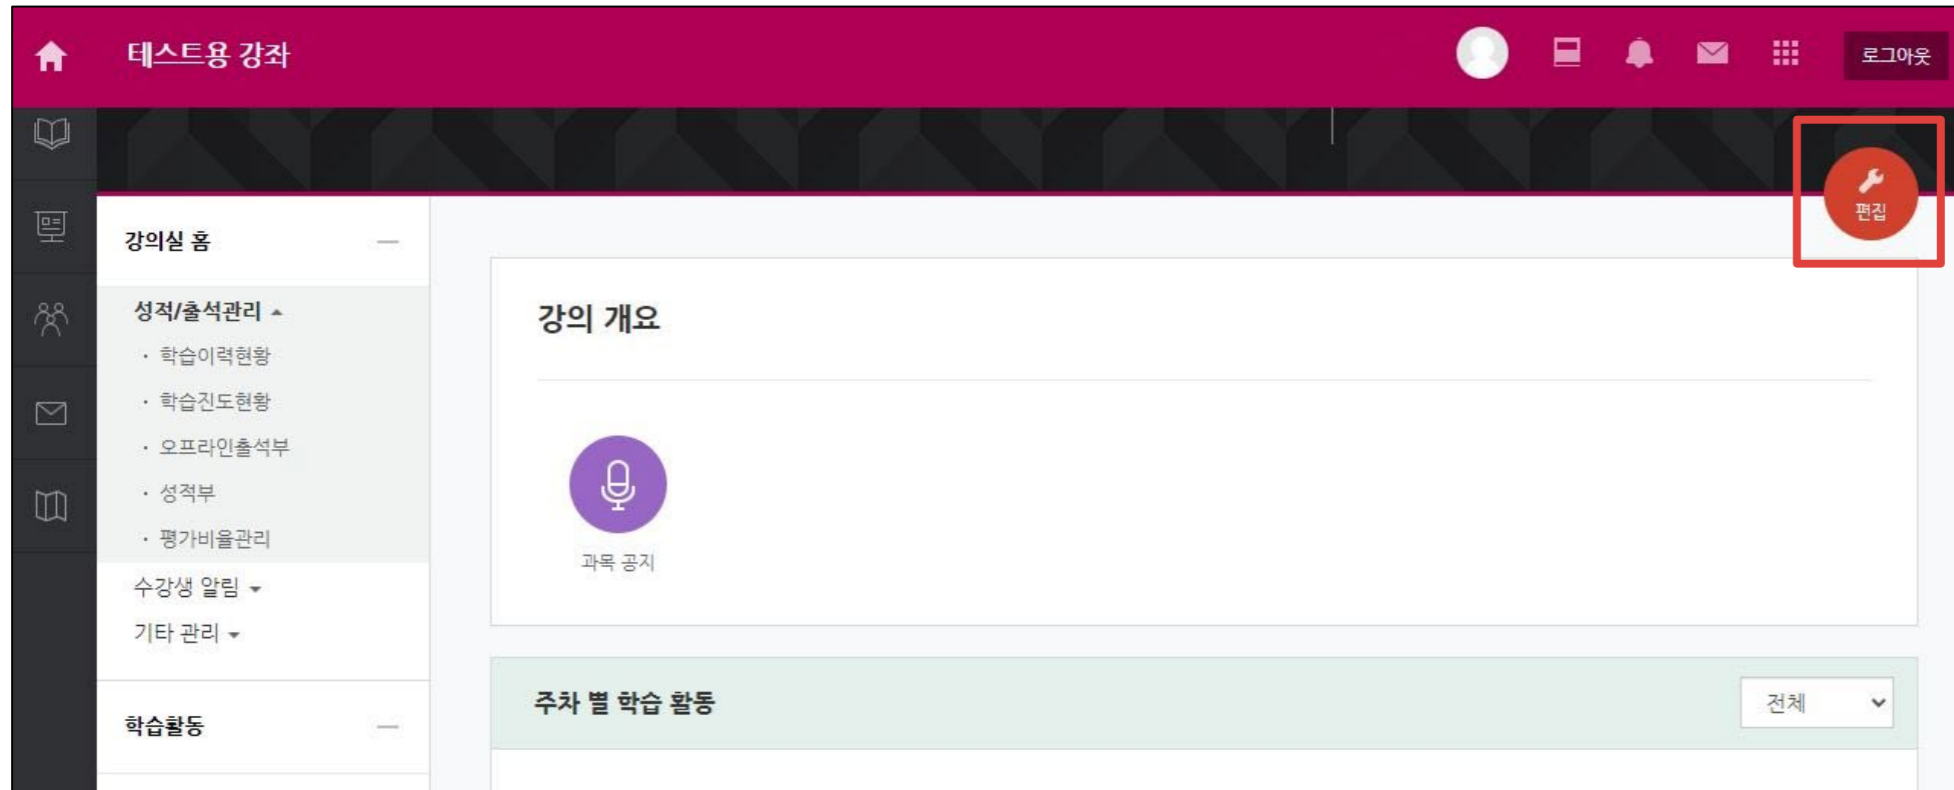 테스트용 강좌
로그아웃
편집
강의실 홈
성적/출석관리
· 학습이력현황
· 학습진도현황
· 오프라인출석부
· 성적부
· 평가비율관리
수강생 알림
기타 관리
학습활동
강의 개요
과목 공지
주차 별 학습 활동
전체